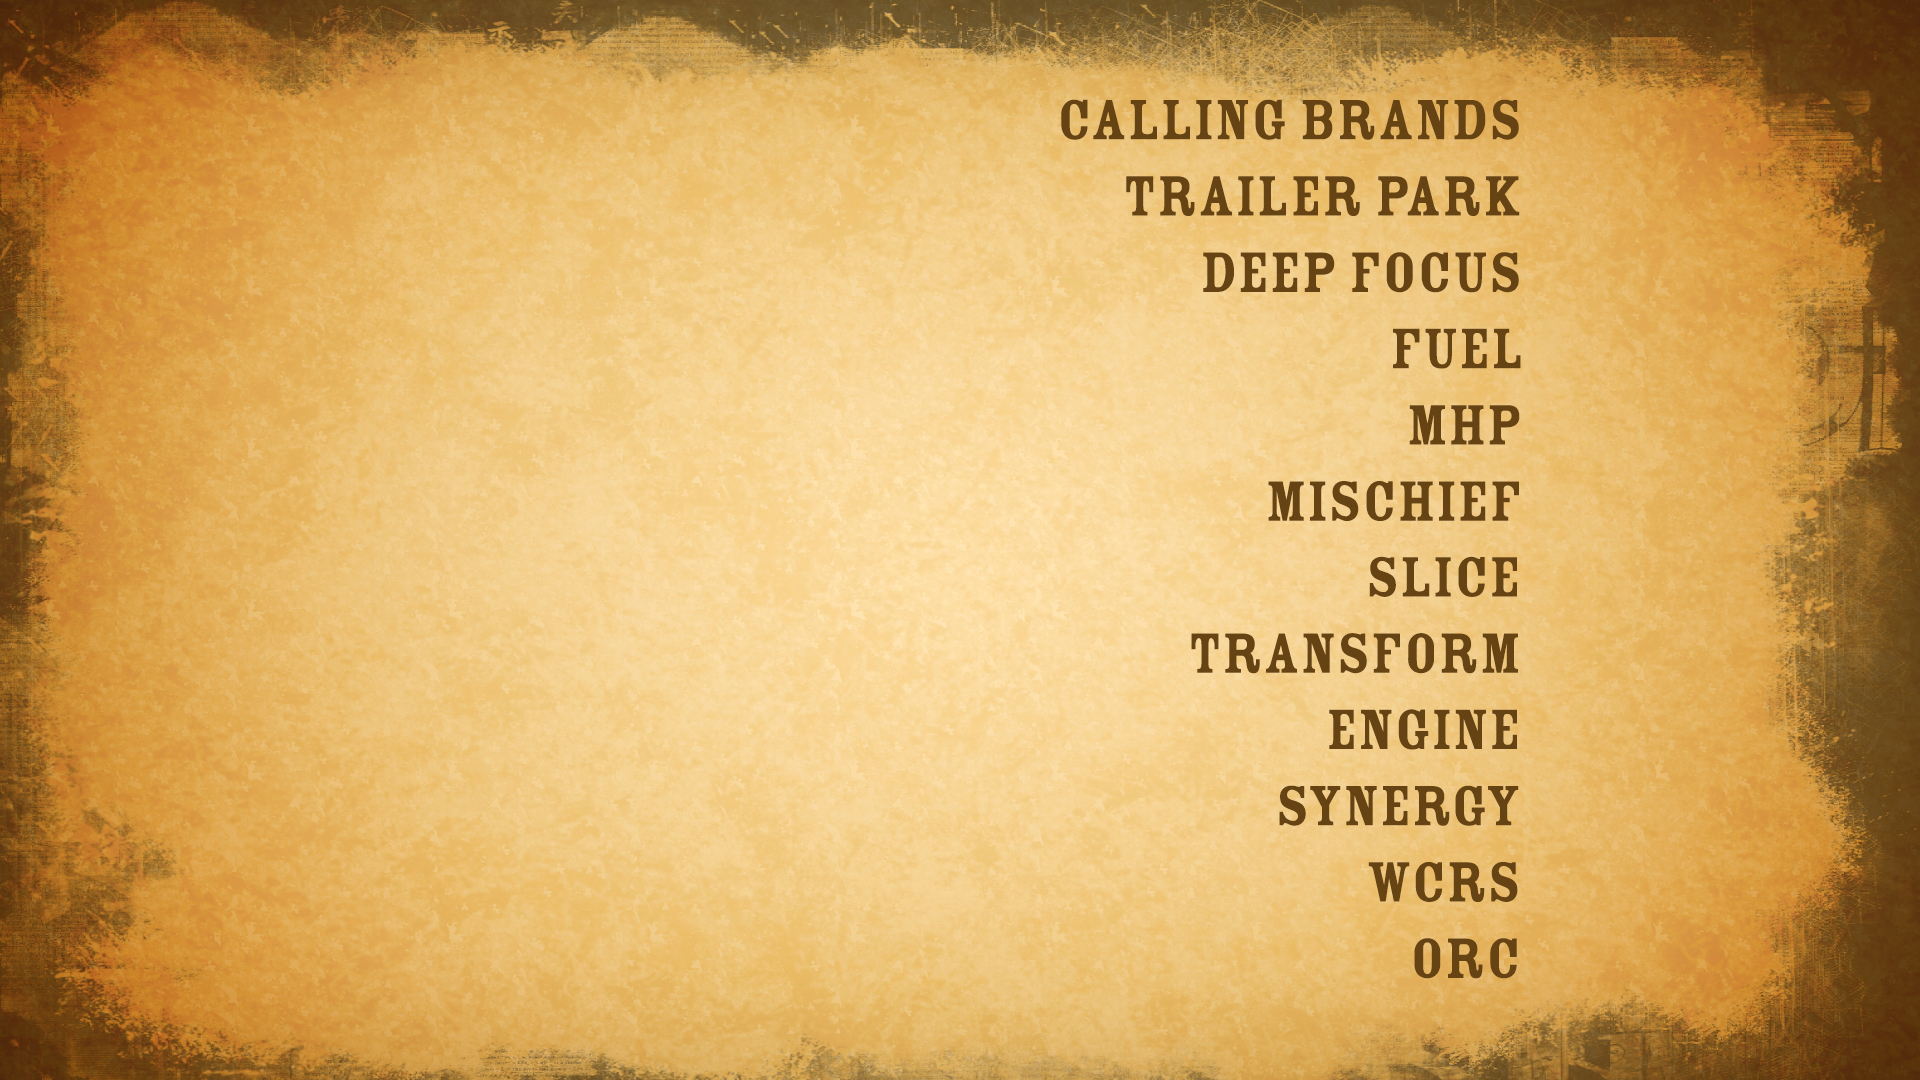 CALLING BRANDS
TRAILER PARK
DEEP FOCUS
FUEL
MHP
MISCHIEF
SLICE
TRANSFORM
ENGINE
SYNERGY
WCRS
ORC